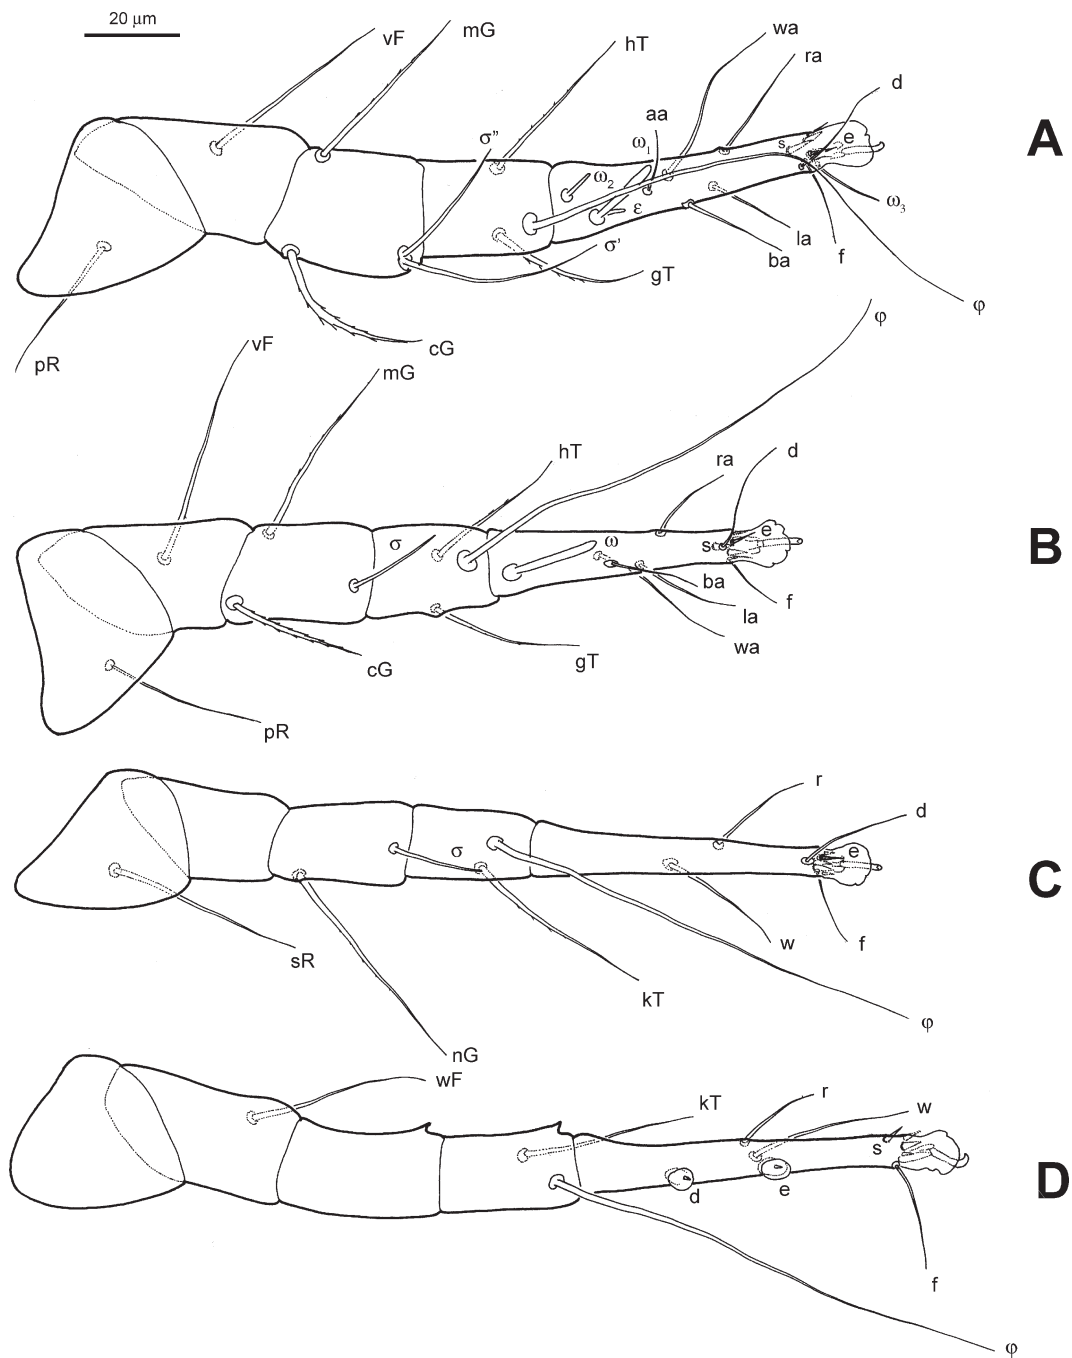 20 μm
vF
mG
hT
wa
ra
d
aa
σ"
ω1
s
e
A
ω2
ε
ω3
σ'
la
f
ba
gT
φ
cG
pR
φ
vF
mG
hT
ra
d
σ
ω
s
e
B
ba
f
la
wa
gT
cG
pR
r
d
σ
e
C
w
f
sR
kT
φ
nG
wF
kT
r
w
s
D
d
e
f
φ